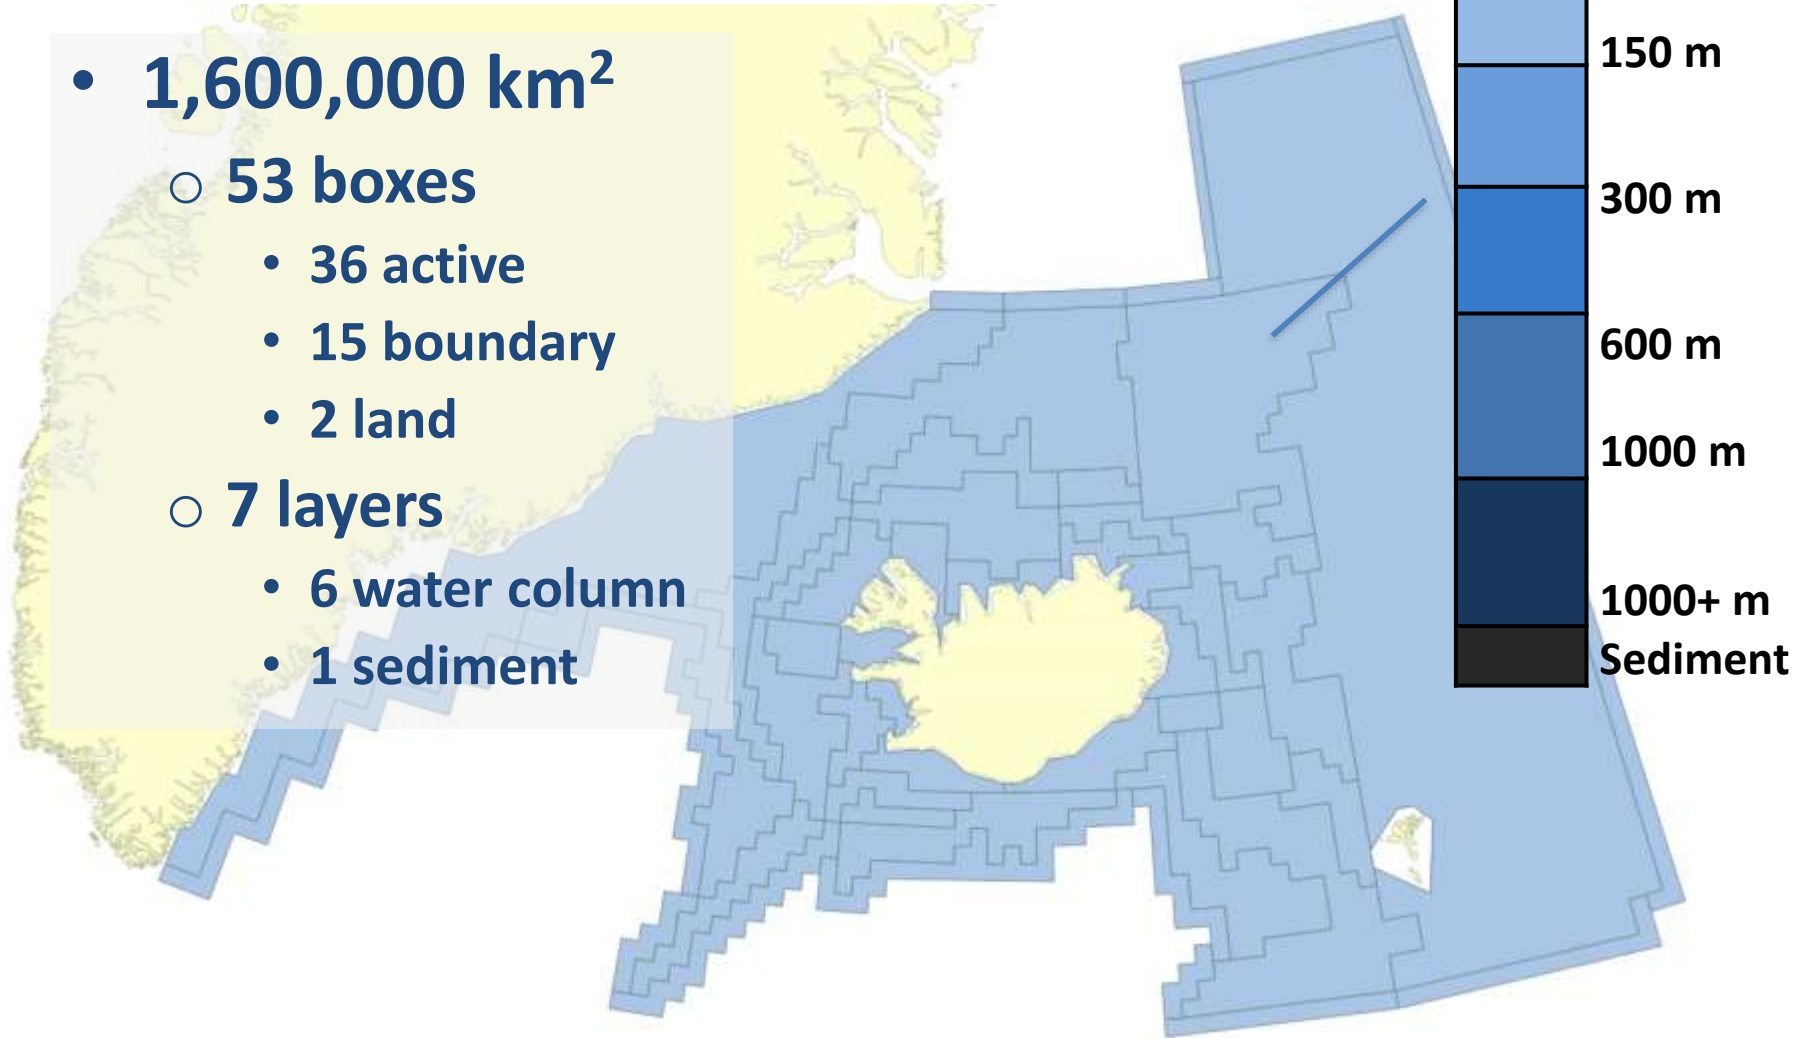 • 1,600,000 km²
○ 53 boxes
• 36 active
• 15 boundary
• 2 land
○ 7 layers
• 6 water column
• 1 sediment
150 m
300 m
600 m
1000 m
1000+ m
Sediment